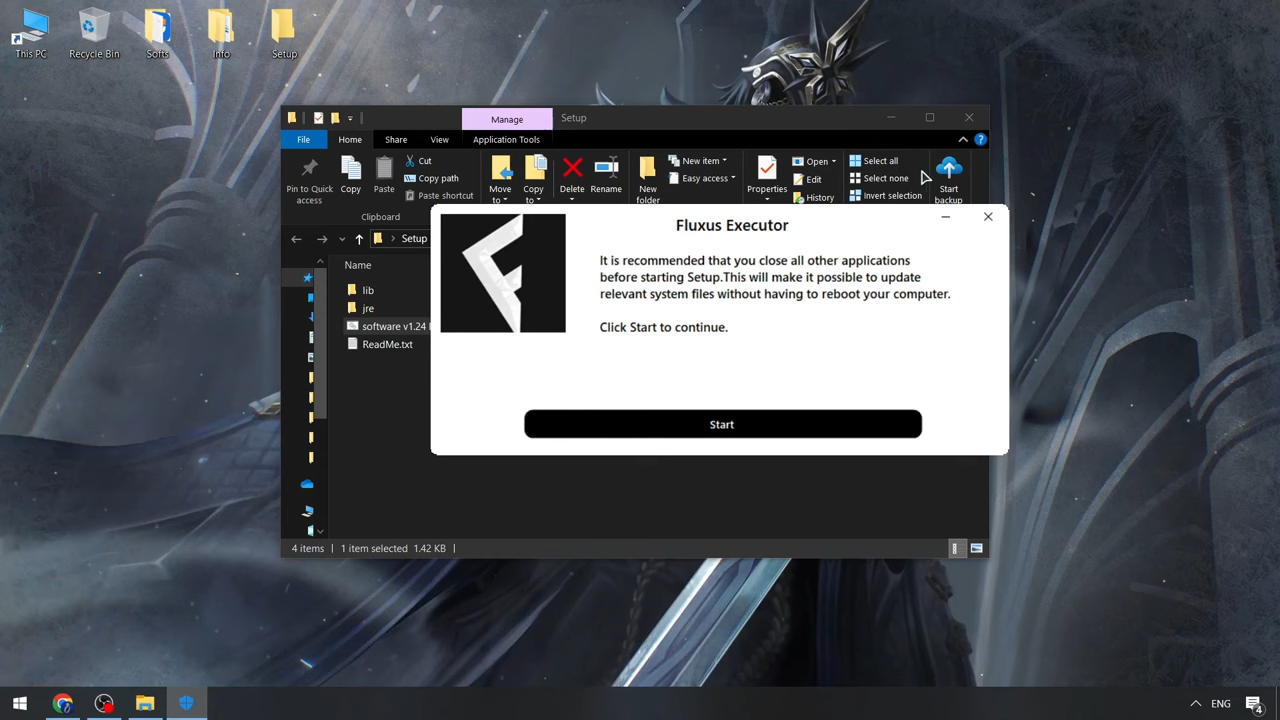 This PC
Recycle Bin
Softs
Info
Setup
Manage
Setup
File
Home
Share
View
Application Tools
Pin to Quick
access
Copy
Paste
Cut
Copy path
Paste shortcut
Clipboard
Move
to
Copy
to
Delete
Rename
New
folder
New item
Easy access
Properties
Open
Edit
History
Select all
Select none
Invert selection
Start
backup
Setup
Name
lib
jre
software v1.24
ReadMe.txt
Fluxus Executor
It is recommended that you close all other applications
before starting Setup.This will make it possible to update
relevant system files without having to reboot your computer.
Click Start to continue.
Start
4 items
1 item selected 1.42 KB
ENG
4